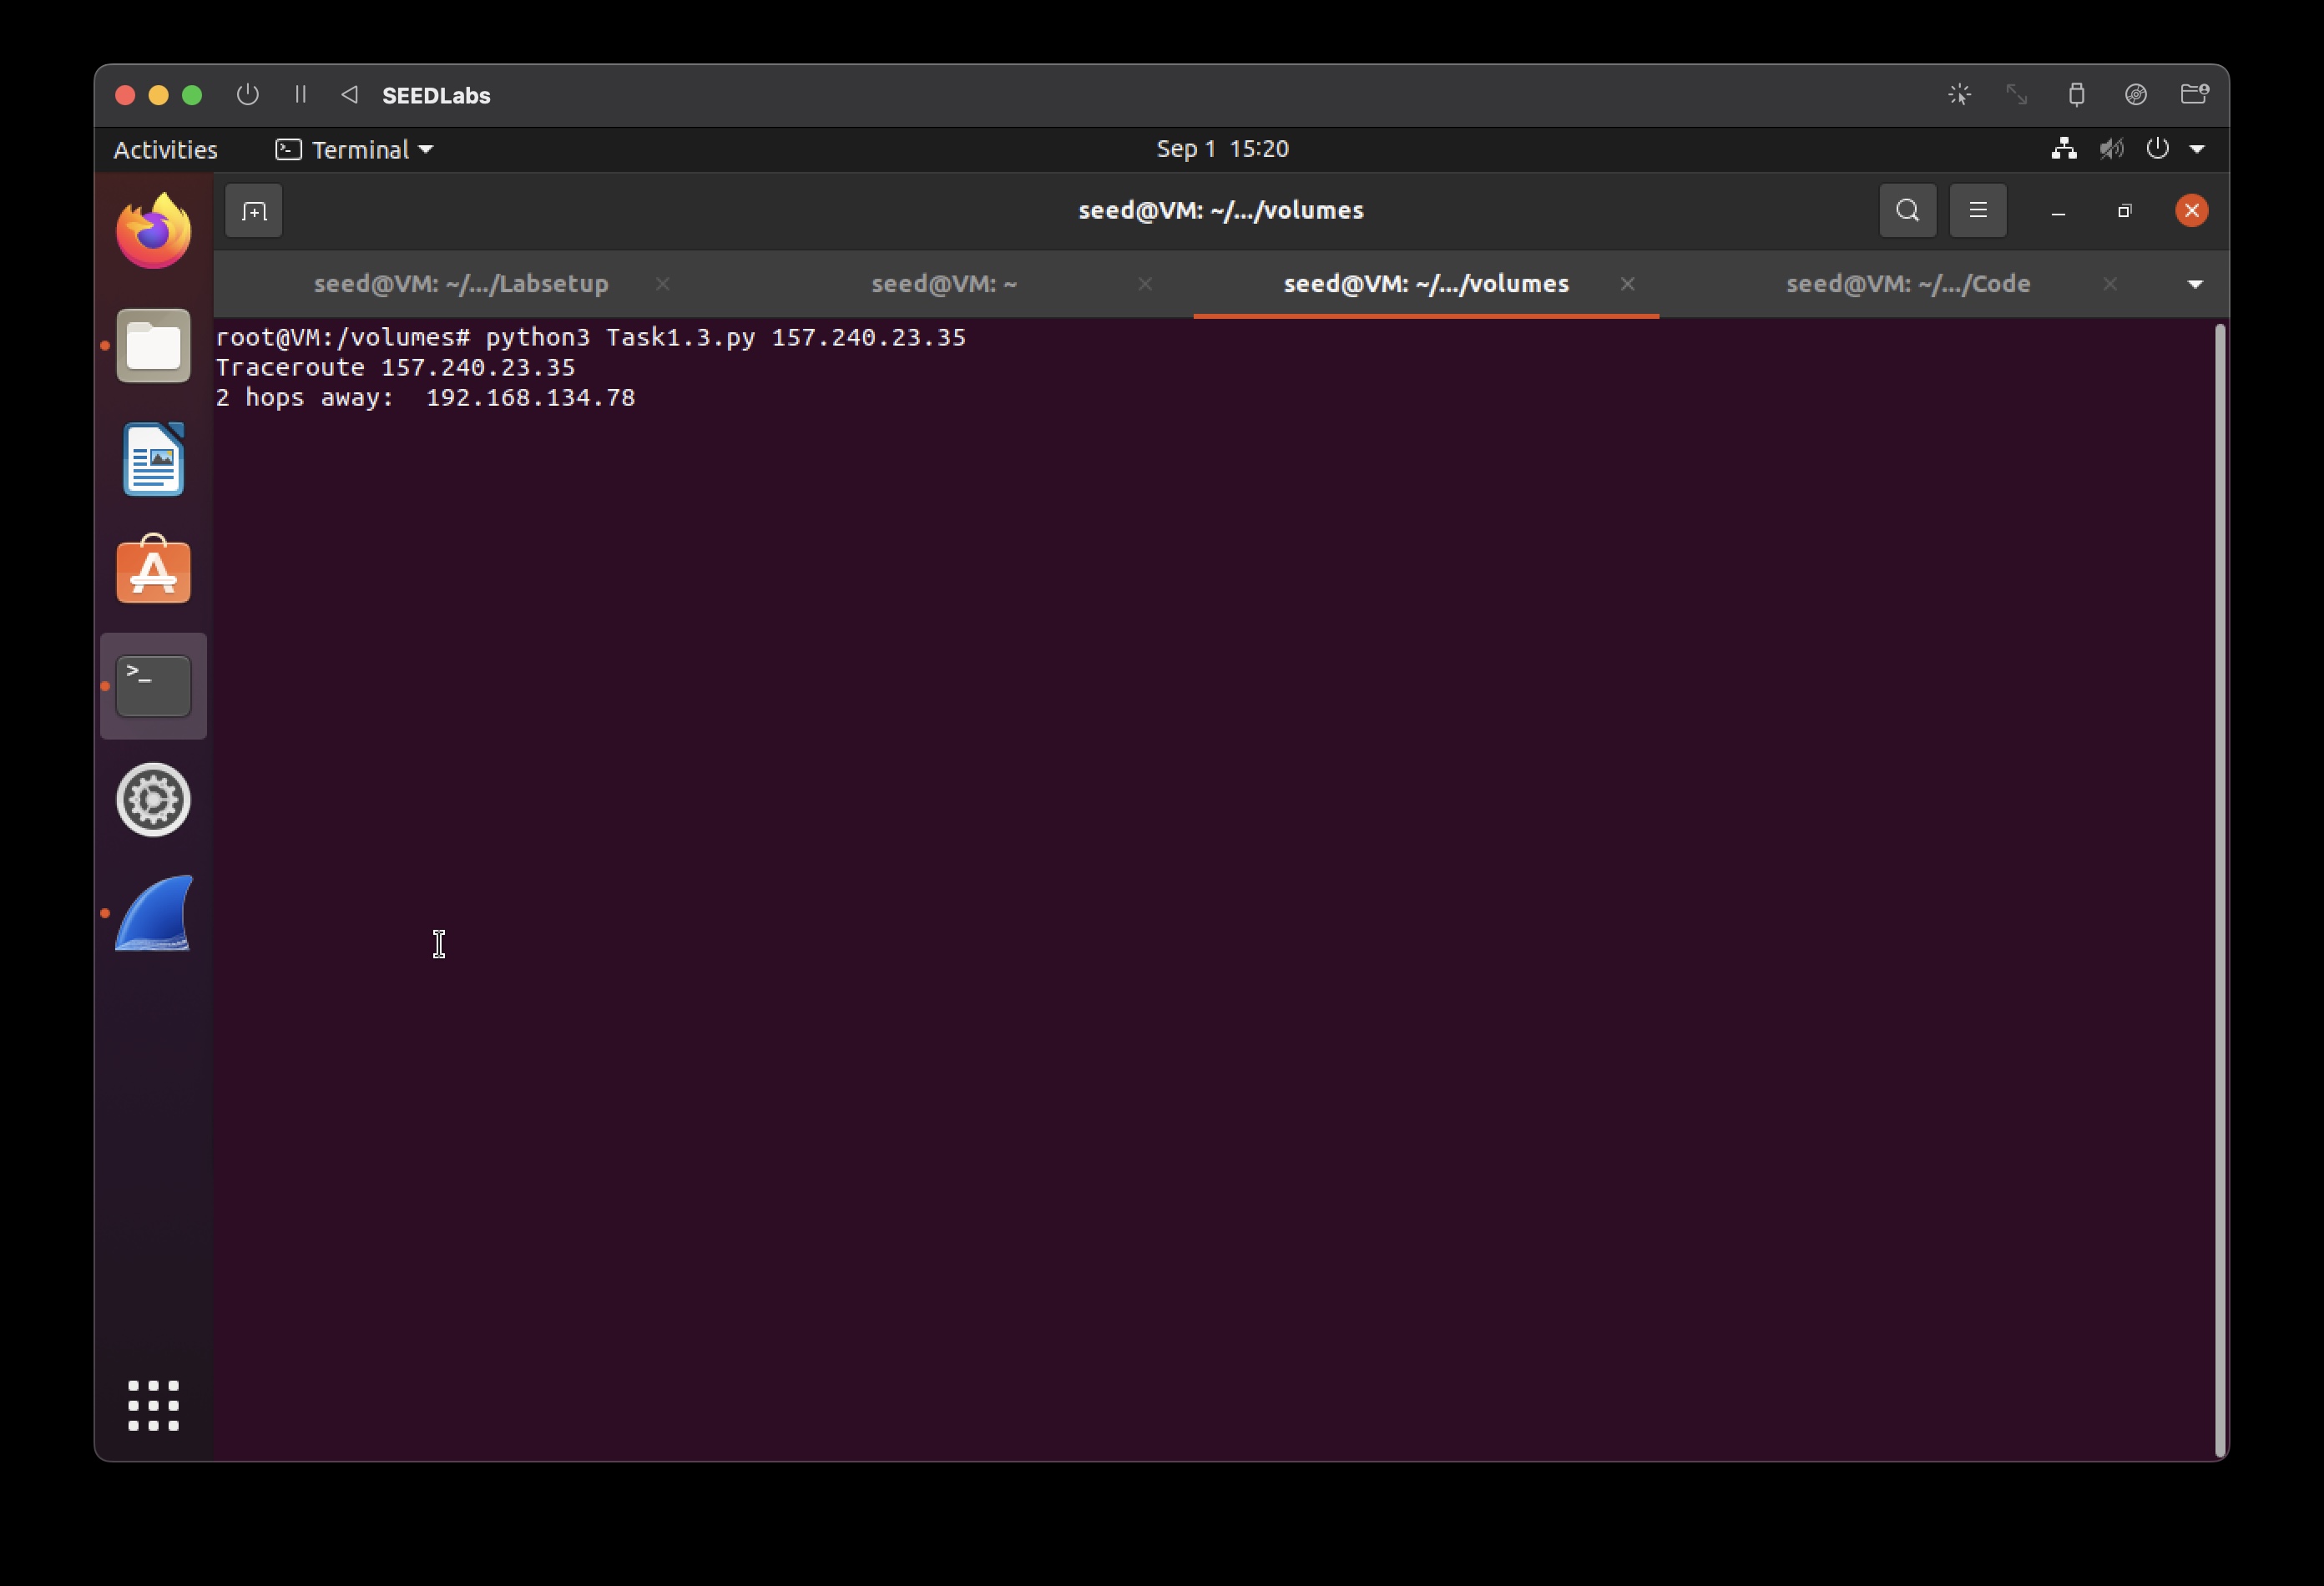 SEEDLabs
Activities
Terminal
Sep 1 15:20
seed@VM: ~/.../volumes
seed@VM: ~/.../Labsetup
seed@VM: ~
seed@VM: ~/.../volumes
seed@VM: ~/.../Code
root@VM:/volumes# python3 Task1.3.py 157.240.23.35
Traceroute 157.240.23.35
2 hops away:  192.168.134.78